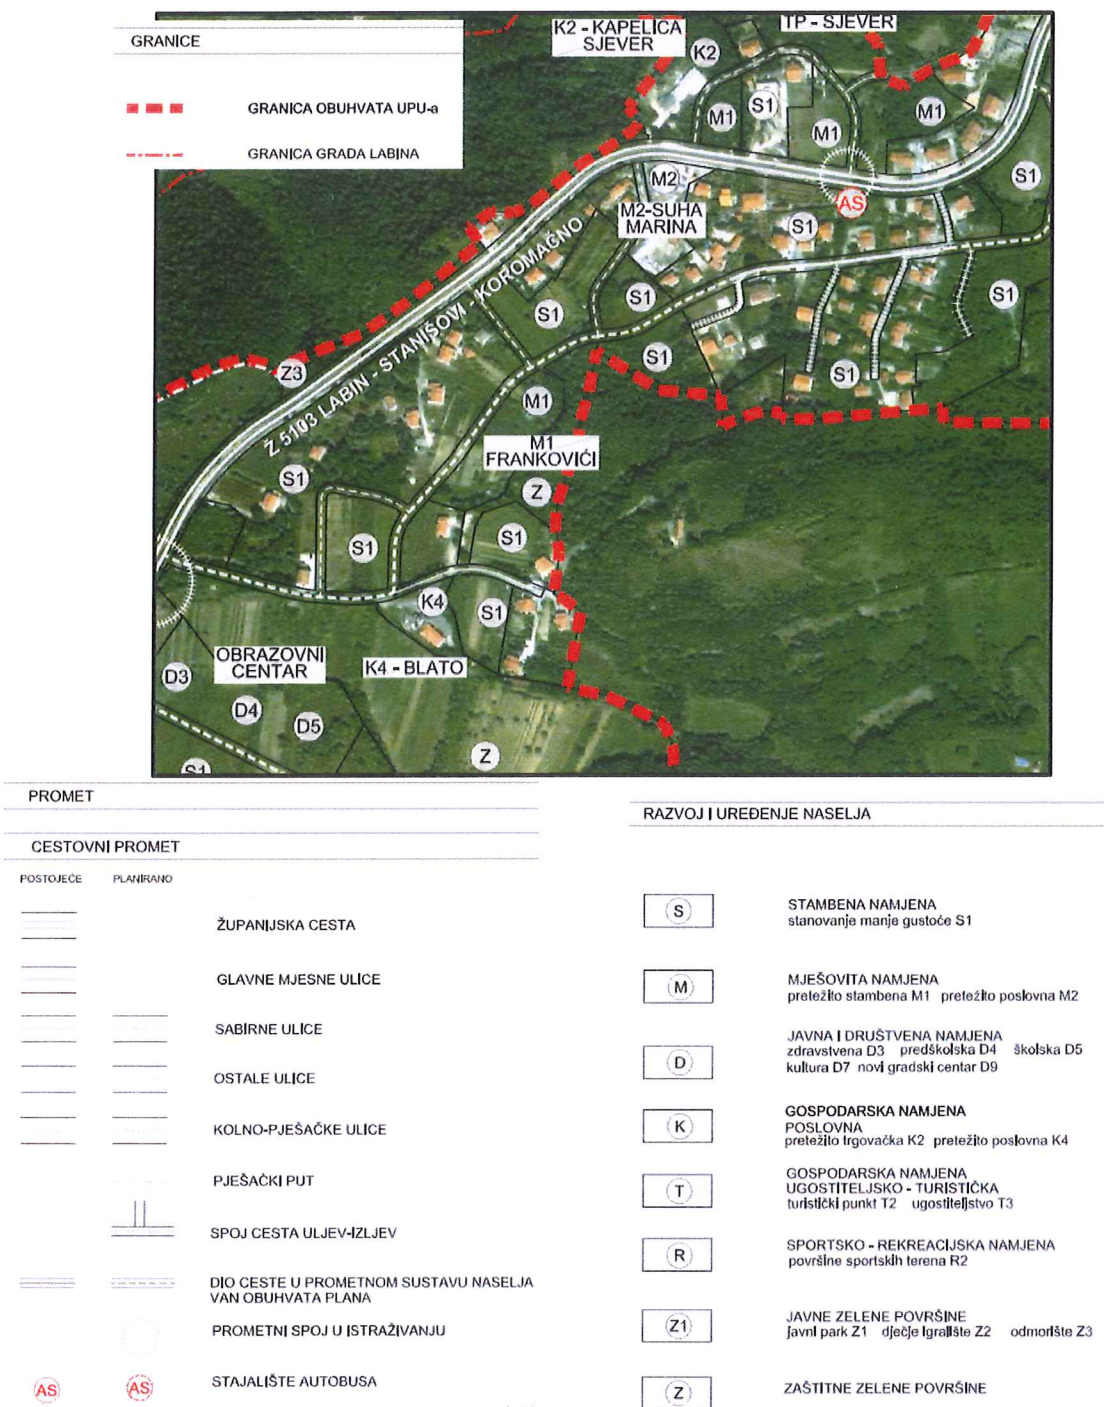 GRANICE
GRANICA OBUHVATA UPU-a
GRANICA GRADA LABINA
K2 - KAPELICA
SJEVER
TP - SJEVER
K2
M1
S1
M1
M1
S1
M2
AS
M2-SUHA
MARINA
S1
S1
S1
S1
S1
S1
Z3
Ž 5103 LABIN - STANIŠOVI - KOROMAČNO
M1
M1
FRANKOVIĆI
S1
Z
S1
S1
K4
S1
OBRAZOVNI
CENTAR
K4 - BLATO
D3
D4
D5
Z
S1
PROMET
CESTOVNI PROMET
POSTOJEĆE PLANIRANO
ŽUPANIJSKA CESTA
GLAVNE MJESNE ULICE
SABIRNE ULICE
OSTALE ULICE
KOLNO-PJEŠAČKE ULICE
PJEŠAČKI PUT
SPOJ CESTA ULJEV-IZLJEV
DIO CESTE U PROMETNOM SUSTAVU NASELJA
VAN OBUHVATA PLANA
PROMETNI SPOJ U ISTRAŽIVANJU
AS AS STAJALIŠTE AUTOBUSA
RAZVOJ I UREĐENJE NASELJA
S STAMBENA NAMJENA
stanovanje manje gustoće S1
M MJEŠOVITA NAMJENA
pretežito stambena M1 pretežito poslovna M2
D JAVNA I DRUŠTVENA NAMJENA
zdravstvena D3 predškolska D4 školska D5
kultura D7 novi gradski centar D9
K GOSPODARSKA NAMJENA
POSLOVNA
pretežito trgovačka K2 pretežito poslovna K4
T GOSPODARSKA NAMJENA
UGOSTITELJSKO - TURISTIČKA
turistički punkt T2 ugostiteljstvo T3
R SPORTSKO - REKREACIJSKA NAMJENA
površine sportskih terena R2
Z1 JAVNE ZELENE POVRŠINE
javni park Z1 dječje igralište Z2 odmorište Z3
Z ZAŠTITNE ZELENE POVRŠINE